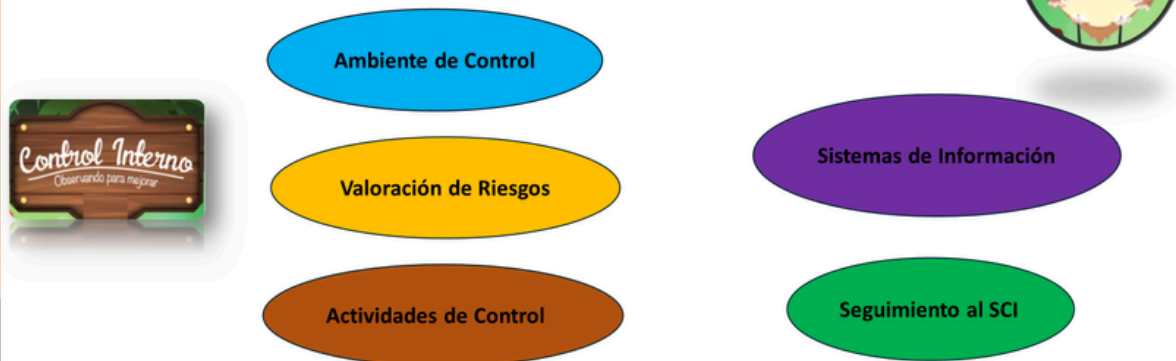 Ambiente de Control
Control Interno
Observando para mejorar
Valoración de Riesgos
Actividades de Control
Sistemas de Información
Seguimiento al SCI